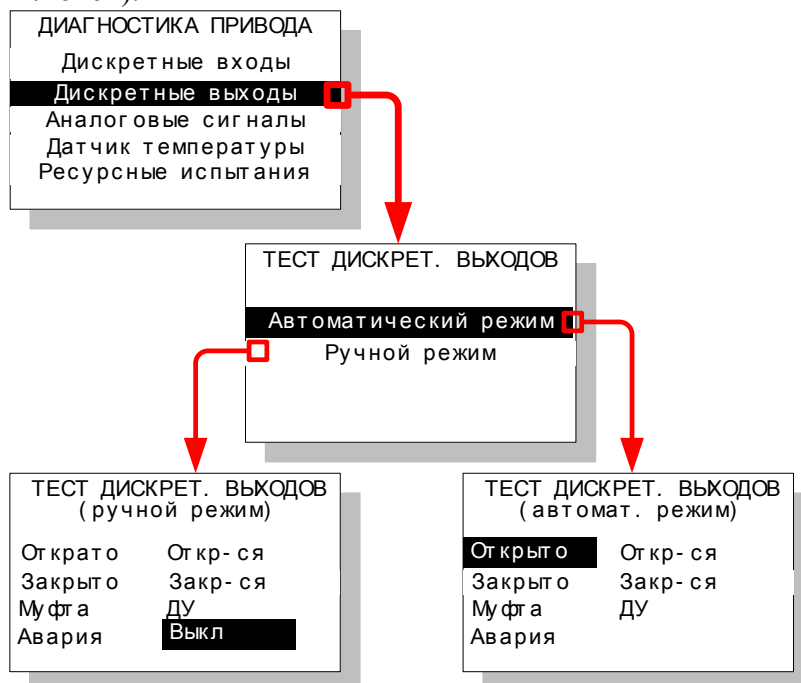 ДИАГНОСТИКА ПРИВОДА
Дискретные входы
Дискретные выходы
Аналоговые сигналы
Датчик температуры
Ресурсные испытания
ТЕСТ ДИСКРЕТ. ВЫХОДОВ
Автоматический режим
Ручной режим
ТЕСТ ДИСКРЕТ. ВЫХОДОВ
(ручной режим)
Открато Откр-ся
Закрыто Закр-ся
Муфта ДУ
Авария Выкл
ТЕСТ ДИСКРЕТ. ВЫХОДОВ
(автомат. режим)
Открыто Откр-ся
Закрыто Закр-ся
Муфта ДУ
Авария